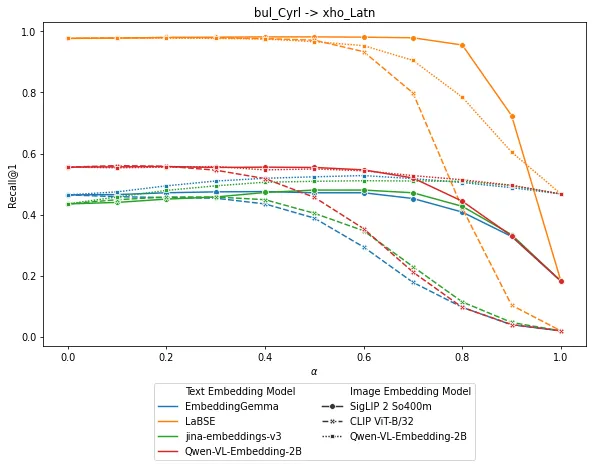 bul_Cyrl -> xho_Latn
Recall@1
1.0
0.8
0.6
0.4
0.2
0.0
0.0 0.2 0.4 0.6 0.8 1.0
α
Text Embedding Model Image Embedding Model
EmbeddingGemma SigLIP 2 So400m
LaBSE CLIP ViT-B/32
jina-embeddings-v3 Qwen-VL-Embedding-2B
Qwen-VL-Embedding-2B